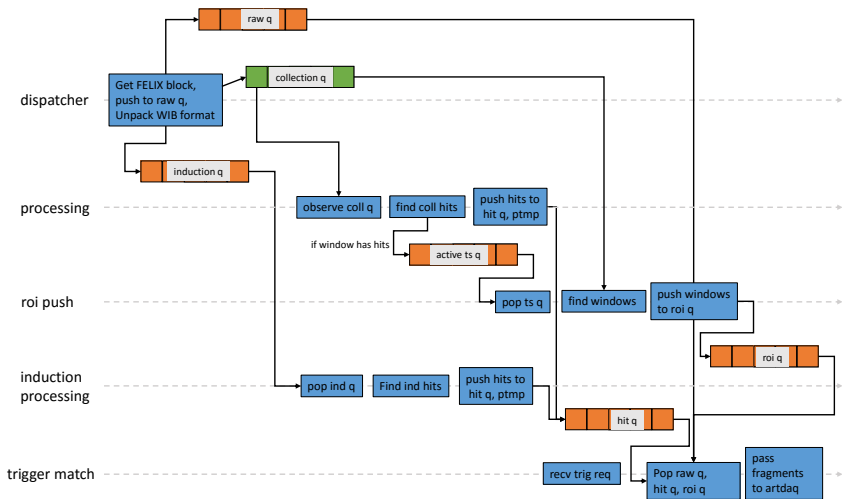 raw q
Get FELIX block,
push to raw q,
Unpack WIB format
collection q
dispatcher
induction q
processing
observe coll q
find coll hits
push hits to
hit q, ptmp
if window has hits
active ts q
roi push
pop ts q
find windows
push windows
to roi q
roi q
induction
processing
pop ind q
Find ind hits
push hits to
hit q, ptmp
hit q
trigger match
recv trig req
Pop raw q,
hit q, roi q
pass
fragments
to artdaq